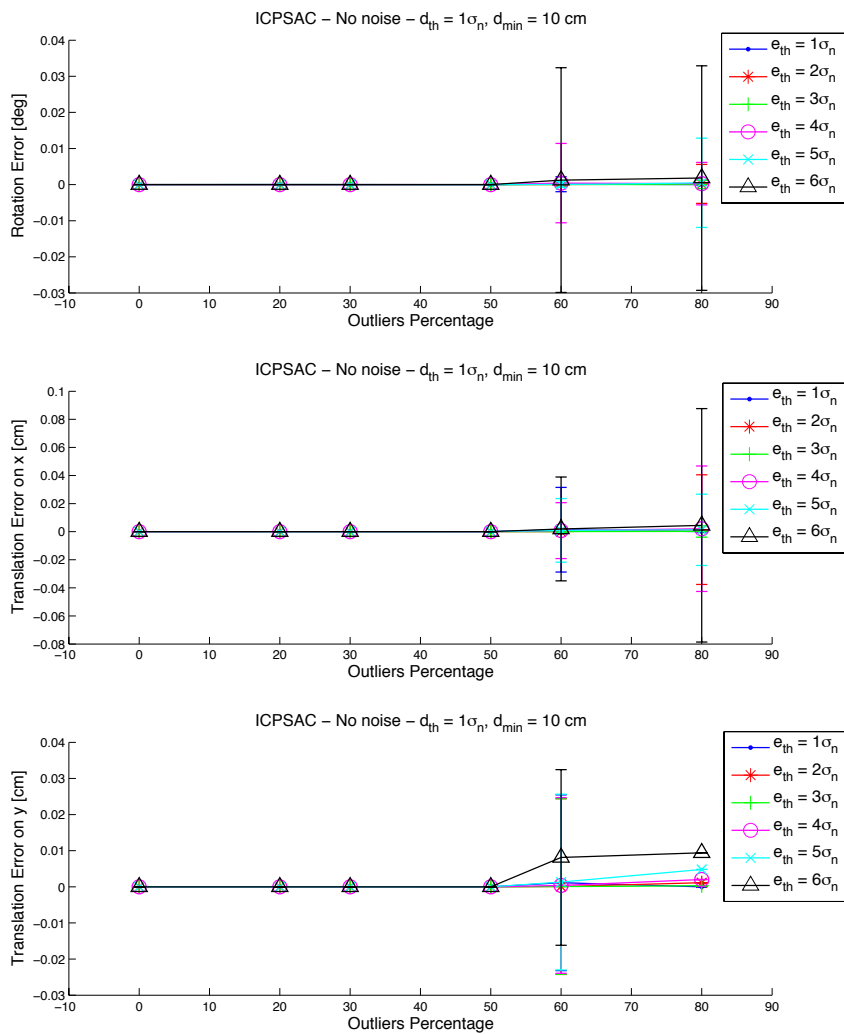 ICPSAC − No noise − d_th = 1σ_n, d_min = 10 cm
0.04
0.03
0.02
0.01
0
−0.01
−0.02
−0.03
Rotation Error [deg]
−10 0 10 20 30 40 50 60 70 80 90
Outliers Percentage
e_th = 1σ_n
e_th = 2σ_n
e_th = 3σ_n
e_th = 4σ_n
e_th = 5σ_n
e_th = 6σ_n
ICPSAC − No noise − d_th = 1σ_n, d_min = 10 cm
0.1
0.08
0.06
0.04
0.02
0
−0.02
−0.04
−0.06
−0.08
Translation Error on x [cm]
−10 0 10 20 30 40 50 60 70 80 90
Outliers Percentage
e_th = 1σ_n
e_th = 2σ_n
e_th = 3σ_n
e_th = 4σ_n
e_th = 5σ_n
e_th = 6σ_n
ICPSAC − No noise − d_th = 1σ_n, d_min = 10 cm
0.04
0.03
0.02
0.01
0
−0.01
−0.02
−0.03
Translation Error on y [cm]
−10 0 10 20 30 40 50 60 70 80 90
Outliers Percentage
e_th = 1σ_n
e_th = 2σ_n
e_th = 3σ_n
e_th = 4σ_n
e_th = 5σ_n
e_th = 6σ_n